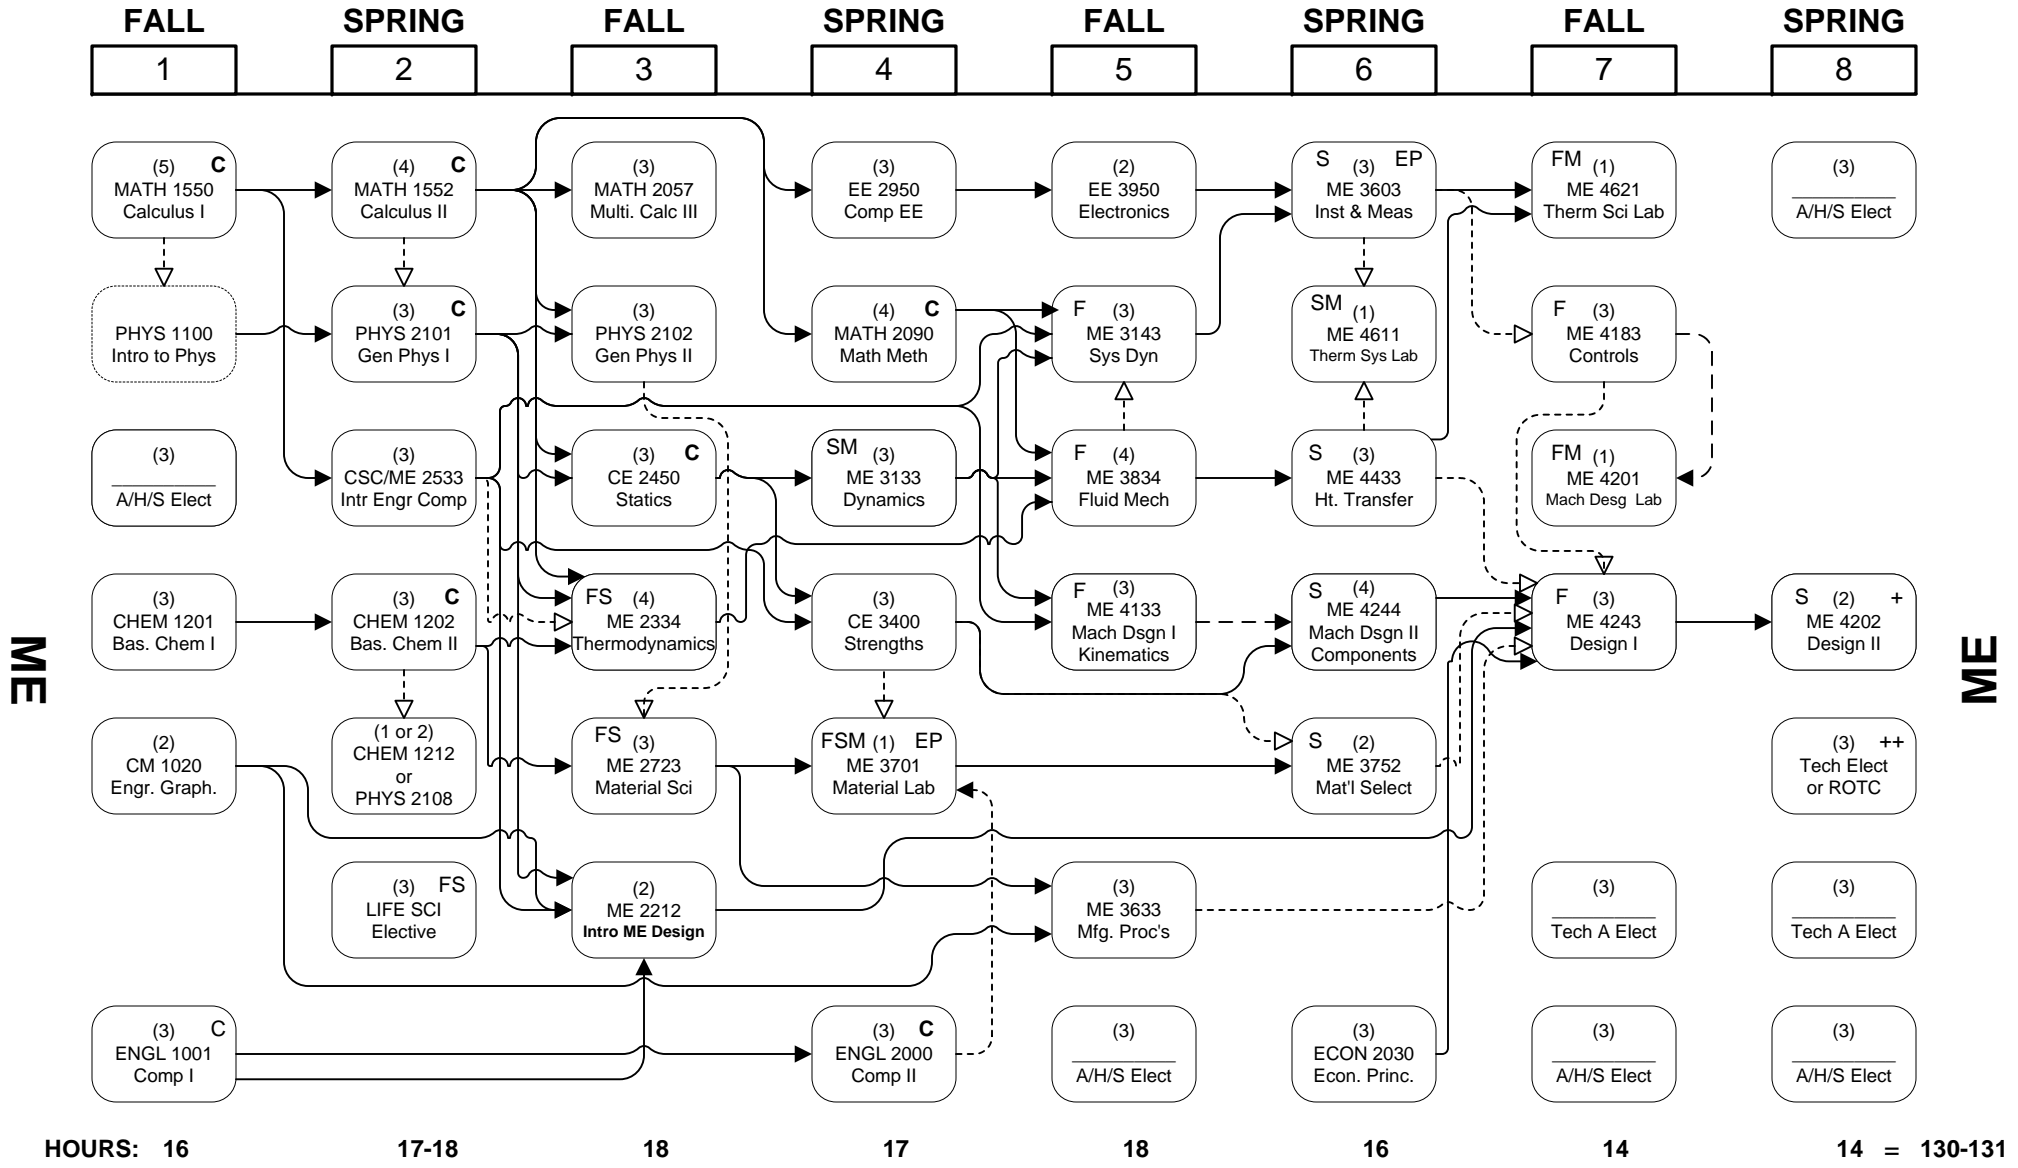 FALL SPRING FALL SPRING FALL SPRING FALL SPRING
1 2 3 4 5 6 7 8
(5) C
MATH 1550
Calculus I
(4) C
MATH 1552
Calculus II
(3)
MATH 2057
Multi. Calc III
(3)
EE 2950
Comp EE
(2)
EE 3950
Electronics
S (3) EP
ME 3603
Inst & Meas
FM (1)
ME 4621
Therm Sci Lab
(3)
A/H/S Elect
PHYS 1100
Intro to Phys
(3) C
PHYS 2101
Gen Phys I
(3)
PHYS 2102
Gen Phys II
(4) C
MATH 2090
Math Meth
F (3)
ME 3143
Sys Dyn
SM (1)
ME 4611
Therm Sys Lab
F (3)
ME 4183
Controls
(3)
A/H/S Elect
(3)
CSC/ME 2533
Intr Engr Comp
(3) C
CE 2450
Statics
SM (3)
ME 3133
Dynamics
F (4)
ME 3834
Fluid Mech
S (3)
ME 4433
Ht. Transfer
FM (1)
ME 4201
Mach Desg Lab
(3)
CHEM 1201
Bas. Chem I
(3) C
CHEM 1202
Bas. Chem II
FS (4)
ME 2334
Thermodynamics
(3)
CE 3400
Strengths
F (3)
ME 4133
Mach Dsgn I
Kinematics
S (4)
ME 4244
Mach Dsgn II
Components
F (3)
ME 4243
Design I
S (2) +
ME 4202
Design II
ME
ME
(2)
CM 1020
Engr. Graph.
(1 or 2)
CHEM 1212
or
PHYS 2108
FS (3)
ME 2723
Material Sci
FSM (1) EP
ME 3701
Material Lab
S (2)
ME 3752
Mat'l Select
(3) ++
Tech Elect
or ROTC
(3) FS
LIFE SCI
Elective
(2)
ME 2212
Intro ME Design
(3)
ME 3633
Mfg. Proc's
(3)
Tech A Elect
(3)
Tech A Elect
(3) C
ENGL 1001
Comp I
(3) C
ENGL 2000
Comp II
(3)
A/H/S Elect
(3)
ECON 2030
Econ. Princ.
(3)
A/H/S Elect
(3)
A/H/S Elect
HOURS: 16 17-18 18 17 18 16 14 14 = 130-131